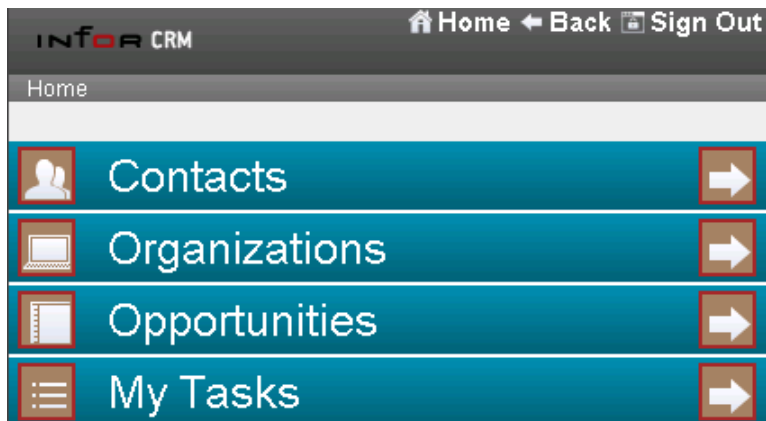 Home Back Sign Out
infor CRM
Home
Contacts
Organizations
Opportunities
My Tasks